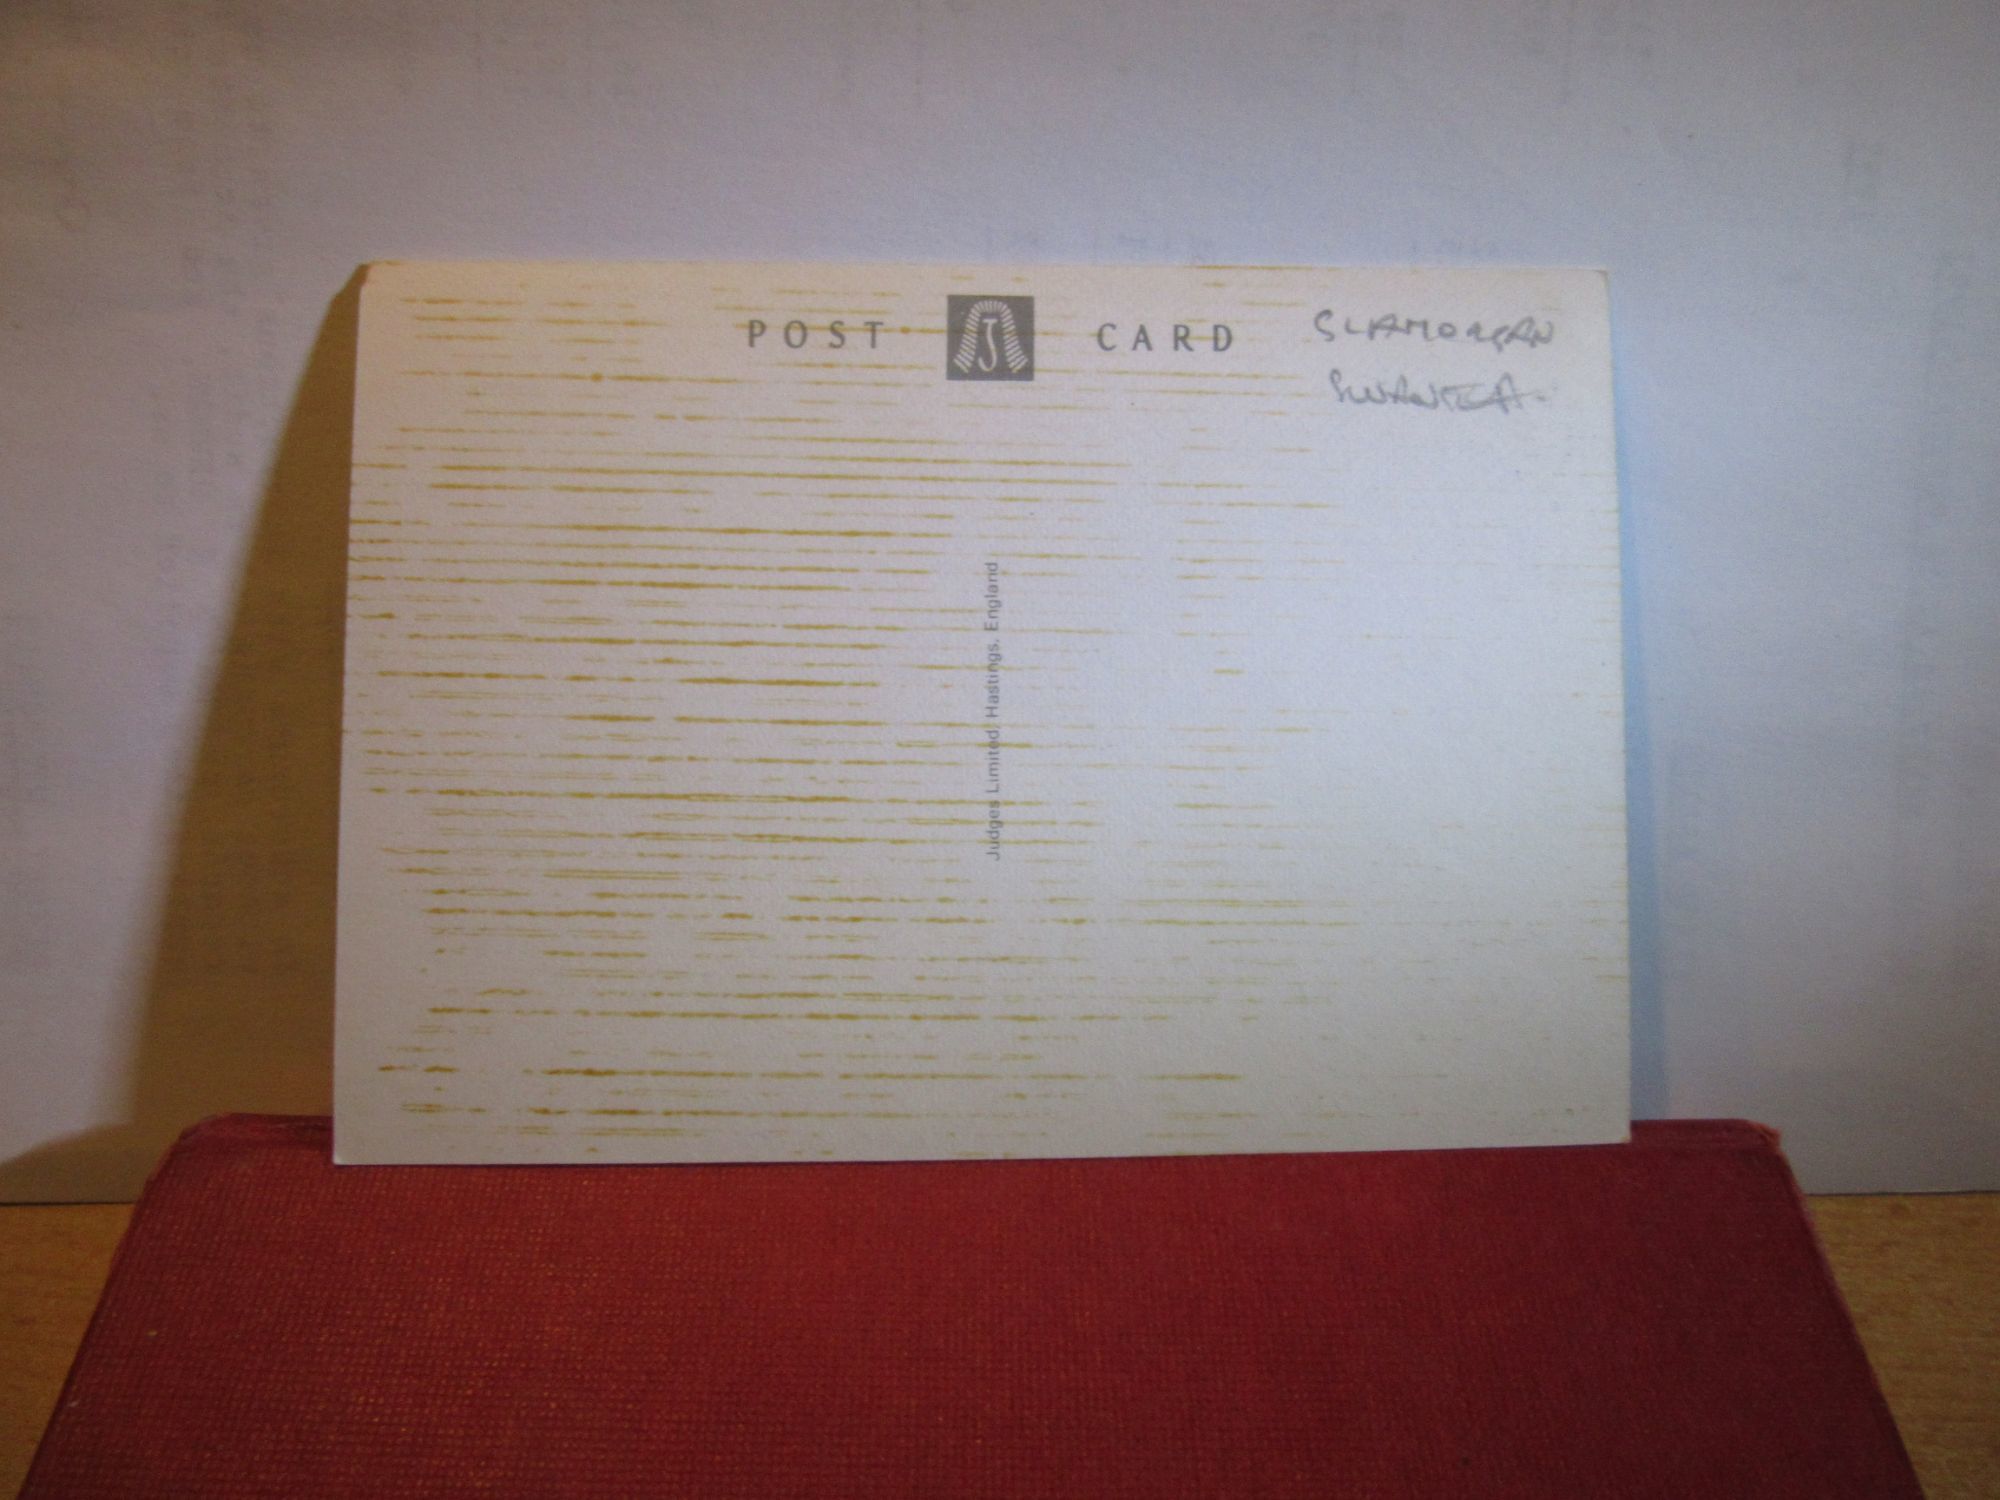 POST J CARD
GLAMORGAN
SWANSEA.
Judges Limited, Hastings, England